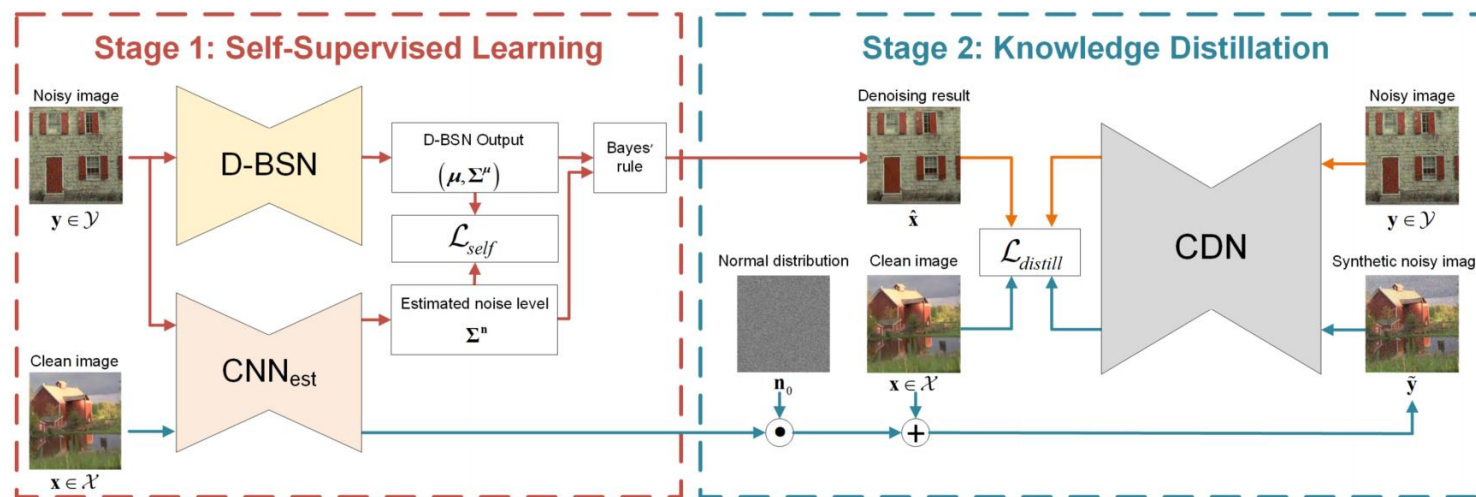 Stage 1: Self-Supervised Learning
Noisy image
y ∈ 𝒴
D-BSN
D-BSN Output
(μ, Σ^μ)
Bayes'
rule
ℒ_self
Estimated noise level
Σ^n
Clean image
x ∈ 𝒳
CNN_est
Stage 2: Knowledge Distillation
Denoising result
x̂
Noisy image
y ∈ 𝒴
ℒ_distill
CDN
Normal distribution
n_0
Clean image
x ∈ 𝒳
Synthetic noisy image
ỹ